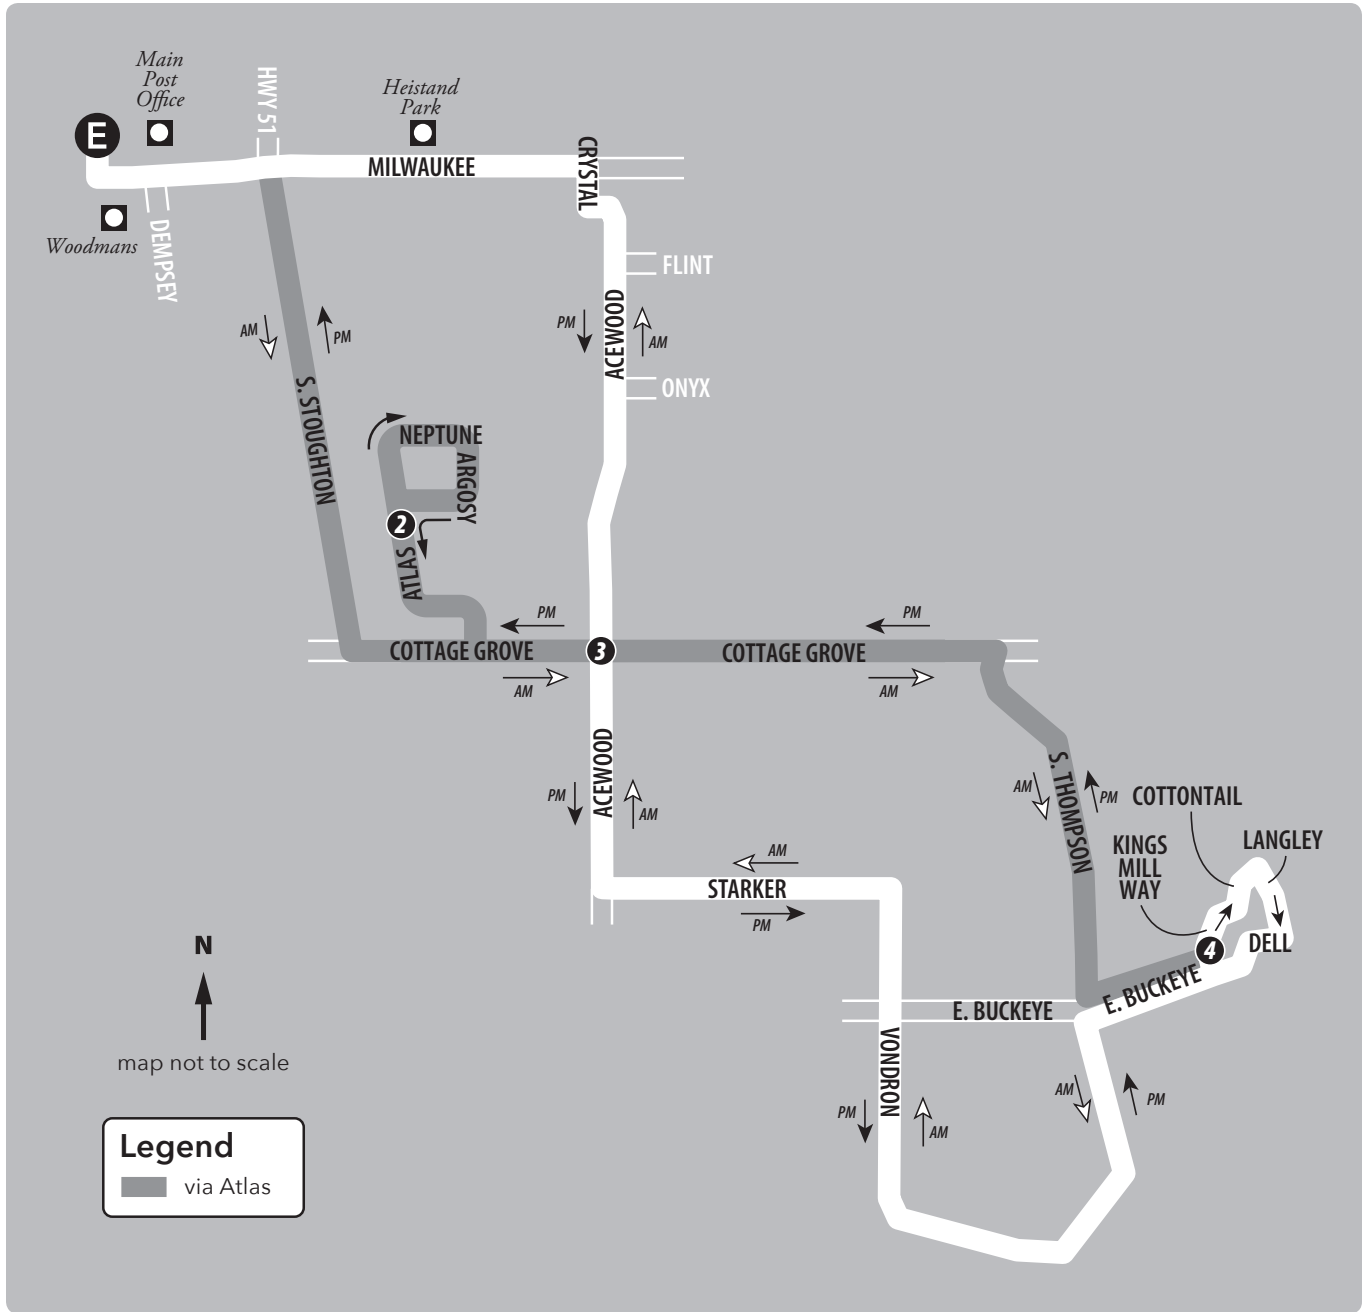 Main
Post
Office
HWY 51
Heistand
Park
E
MILWAUKEE
CRYSTAL
Woodmans
DEMPSEY
FLINT
ACEWOOD
PM
AM
AM
PM
ONYX
S. STOUGHTON
NEPTUNE
ARGOSY
2
ATLAS
PM
PM
COTTAGE GROVE
3
COTTAGE GROVE
AM
AM
ACEWOOD
PM
AM
S. THOMPSON
AM
PM
COTTONTAIL
KINGS
MILL
WAY
LANGLEY
AM
STARKER
PM
4
DELL
E. BUCKEYE
E. BUCKEYE
VONDRON
PM
AM
AM
PM
N
map not to scale
Legend
via Atlas